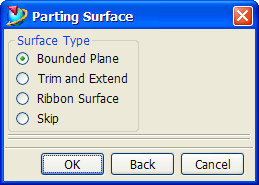 Parting Surface
Surface Type
Bounded Plane
Trim and Extend
Ribbon Surface
Skip
OK Back Cancel